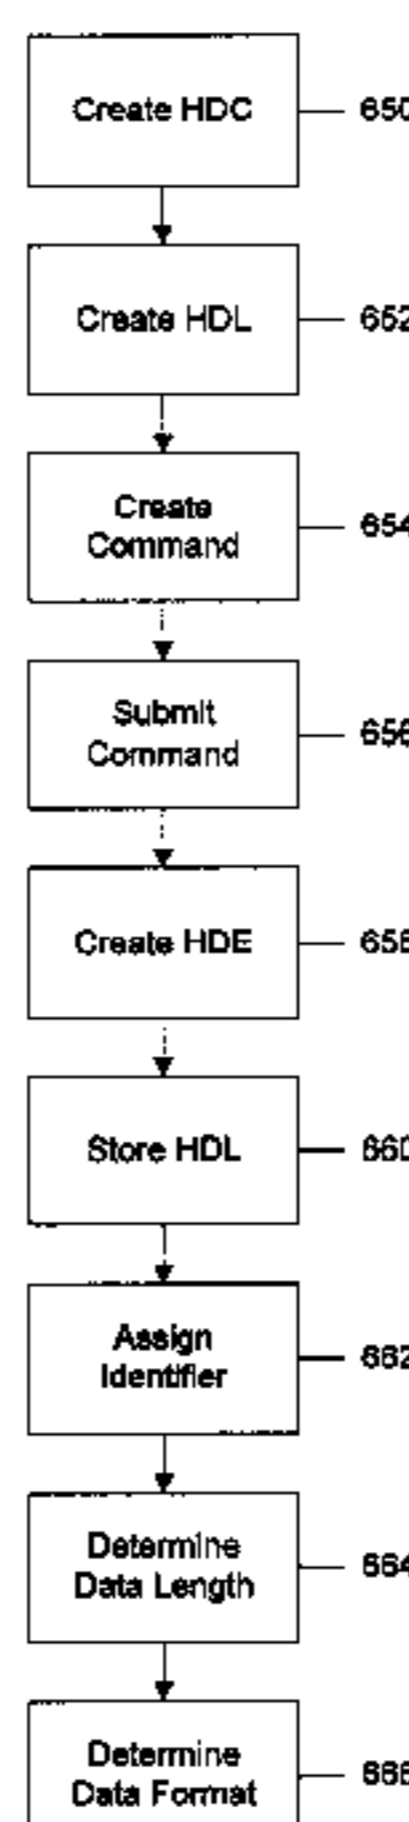 Create HDC
650
Create HDL
652
Create
Command
654
Submit
Command
656
Create HDE
658
Store HDL
660
Assign
Identifier
662
Determine
Data Length
664
Determine
Data Format
666